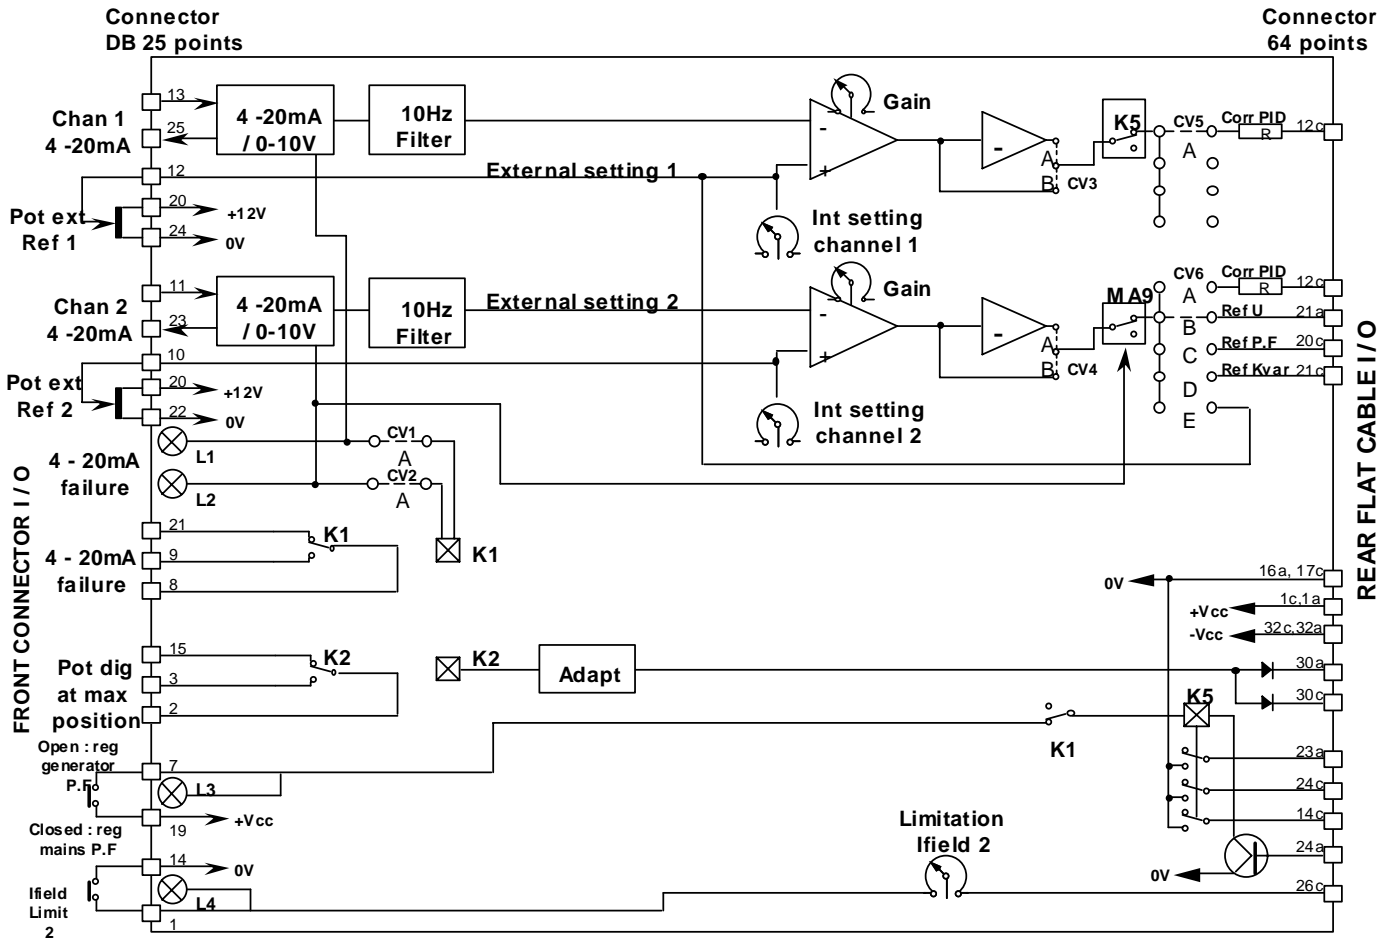 Connector
DB 25 points
Connector
64 points
Chan 1
4 -20mA
13
25
4 -20mA
/ 0-10V
10Hz
Filter
Gain
-
+
-
A
B
CV3
K5
CV5
A
Corr PID
R
12c
12
External setting 1
Pot ext
Ref 1
20
+12V
24
0V
Int setting
channel 1
Chan 2
4 -20mA
11
23
4 -20mA
/ 0-10V
10Hz
Filter
External setting 2
Gain
-
+
-
A
B
CV4
MA9
CV6
A
B
C
D
E
Corr PID
R
12c
Ref U
21a
Ref P.F
20c
Ref Kvar
21c
10
Pot ext
Ref 2
20
+12V
22
0V
Int setting
channel 2
4 - 20mA
failure
L1
L2
CV1
A
CV2
A
K1
4 - 20mA
failure
21
9
8
K1
0V
16a, 17c
+Vcc
1c,1a
-Vcc
32c,32a
Pot dig
at max
position
15
3
2
K2
K2
Adapt
30a
30c
K1
K5
23a
24c
14c
24a
0V
26c
Open : reg
generator
P.F
7
L3
19
+Vcc
Closed : reg
mains P.F
14
0V
L4
1
Ifield
Limit
2
Limitation
Ifield 2
FRONT CONNECTOR I / O
REAR FLAT CABLE I / O